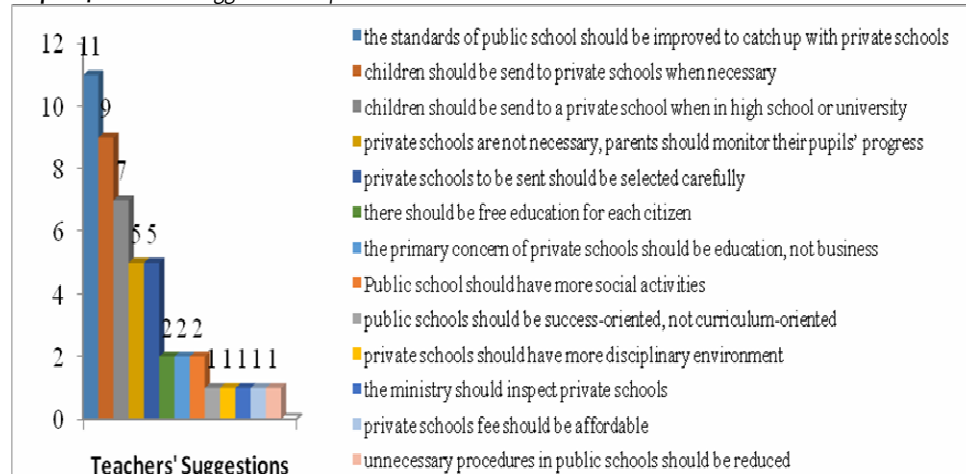 12
10
8
6
4
2
0
11
9
7
5 5
2 2 2
1 1 1 1 1
Teachers' Suggestions
the standards of public school should be improved to catch up with private schools
children should be send to private schools when necessary
children should be send to a private school when in high school or university
private schools are not necessary, parents should monitor their pupils' progress
private schools to be sent should be selected carefully
there should be free education for each citizen
the primary concern of private schools should be education, not business
Public school should have more social activities
public schools should be success-oriented, not curriculum-oriented
private schools should have more disciplinary environment
the ministry should inspect private schools
private schools fee should be affordable
unnecessary procedures in public schools should be reduced